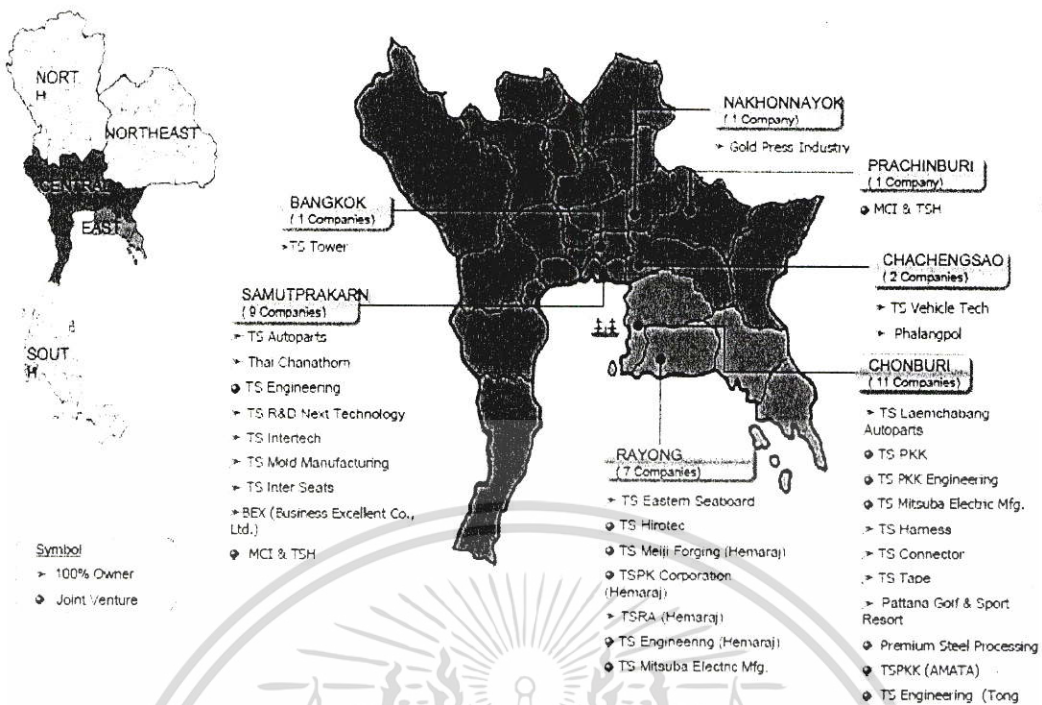 NORT
H
NORTHEAST
CENTRAL
EAST
SOUT
H
Symbol
➢ 100% Owner
● Joint Venture
BANGKOK
( 1 Companies)
➢TS Tower
SAMUTPRAKARN
( 9 Companies)
➢ TS Autoparts
➢ Thai Chanathorn
● TS Engineering
➢ TS R&D Next Technology
➢ TS Intertech
➢ TS Mold Manufacturing
➢ TS Inter Seats
➢BEX (Business Excellent Co.,
Ltd.)
● MCI & TSH
NAKHONNAYOK
( 1 Company)
➢ Gold Press Industry
PRACHINBURI
( 1 Company)
● MCI & TSH
CHACHENGSAO
( 2 Companies)
➢ TS Vehicle Tech
➢ Phalangpol
CHONBURI
( 11 Companies)
➢ TS Laemchabang
Autoparts
● TS PKK
● TS PKK Engineering
● TS Mitsuba Electric Mfg.
➢ TS Harness
➢ TS Connector
➢ TS Tape
➢ Pattana Golf & Sport
Resort
● Premium Steel Processing
● TSPKK (AMATA)
● TS Engineering (Tong
RAYONG
( 7 Companies)
➢ TS Eastern Seaboard
● TS Hirotec
● TS Meiji Forging (Hemaraj)
● TSPK Corporation
(Hemaraj)
➢ TSRA (Hemaraj)
● TS Engineering (Hemaraj)
● TS Mitsuba Electric Mfg.